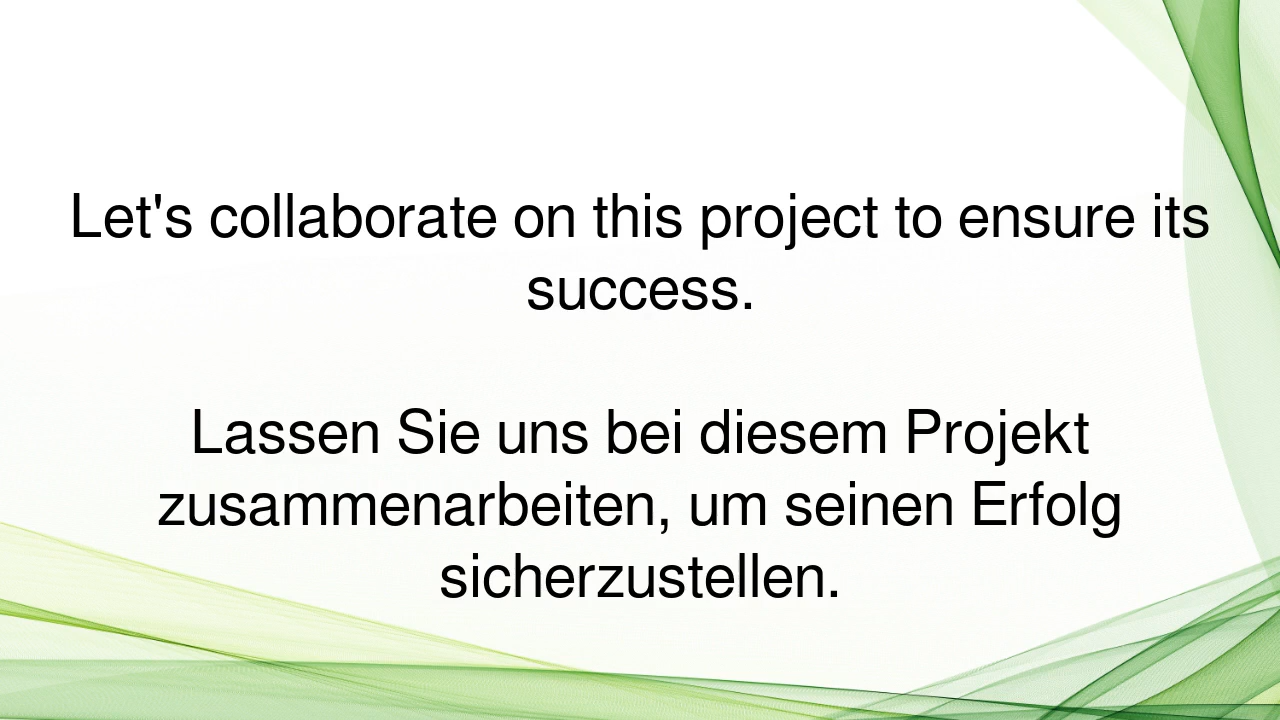 Let's collaborate on this project to ensure its
success.
Lassen Sie uns bei diesem Projekt
zusammenarbeiten, um seinen Erfolg
sicherzustellen.